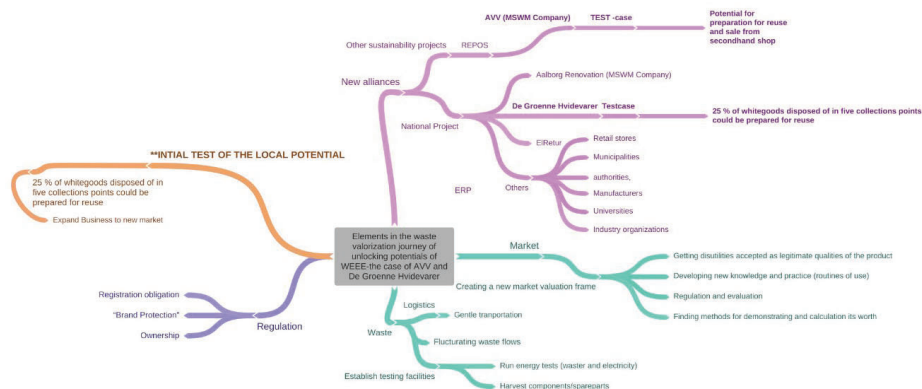 AVV (MSWM Company)
TEST -case
Potential for
preparation for reuse
and sale from
secondhand shop
Other sustainability projects
REPOS
New alliances
Aalborg Renovation (MSWM Company)
National Project
De Groenne Hvidevarer
Testcase
25 % of whitegoods disposed of in five collections points
could be prepared for reuse
ElRetur
Retail stores
Municipalities
authorities,
Manufacturers
Universities
Industry organizations
Others
ERP
**INTIAL TEST OF THE LOCAL POTENTIAL
25 % of whitegoods disposed of in
five collections points could be
prepared for reuse
Expand Business to new market
Elements in the waste
valorization journey of
unlocking potentials of
WEEE-the case of AVV and
De Groenne Hvidevarer
Market
Creating a new market valuation frame
Getting disutilities accepted as legitimate qualities of the product
Developing new knowledge and practice (routines of use)
Regulation and evaluation
Finding methods for demonstrating and calculation its worth
Registration obligation
"Brand Protection"
Ownership
Regulation
Waste
Logistics
Gentle tranportation
Flucturating waste flows
Establish testing facilities
Run energy tests (waster and electricity)
Harvest components/spareparts